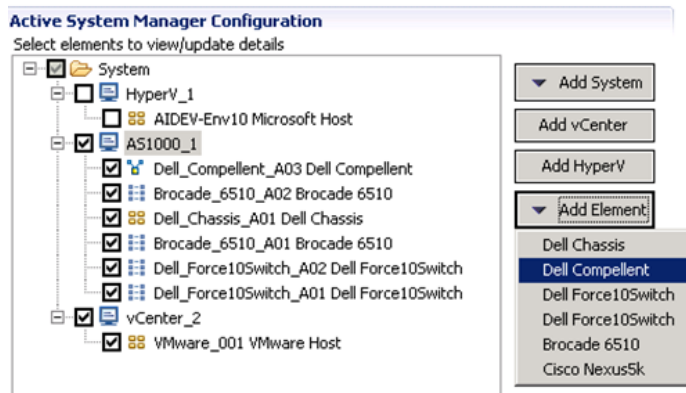 Active System Manager Configuration
Select elements to view/update details
System
HyperV_1
AIDEV-Env10 Microsoft Host
AS1000_1
Dell_Compellent_A03 Dell Compellent
Brocade_6510_A02 Brocade 6510
Dell_Chassis_A01 Dell Chassis
Brocade_6510_A01 Brocade 6510
Dell_Force10Switch_A02 Dell Force10Switch
Dell_Force10Switch_A01 Dell Force10Switch
vCenter_2
VMware_001 VMware Host
Add System
Add vCenter
Add HyperV
Add Element
Dell Chassis
Dell Compellent
Dell Force10Switch
Dell Force10Switch
Brocade 6510
Cisco Nexus5k